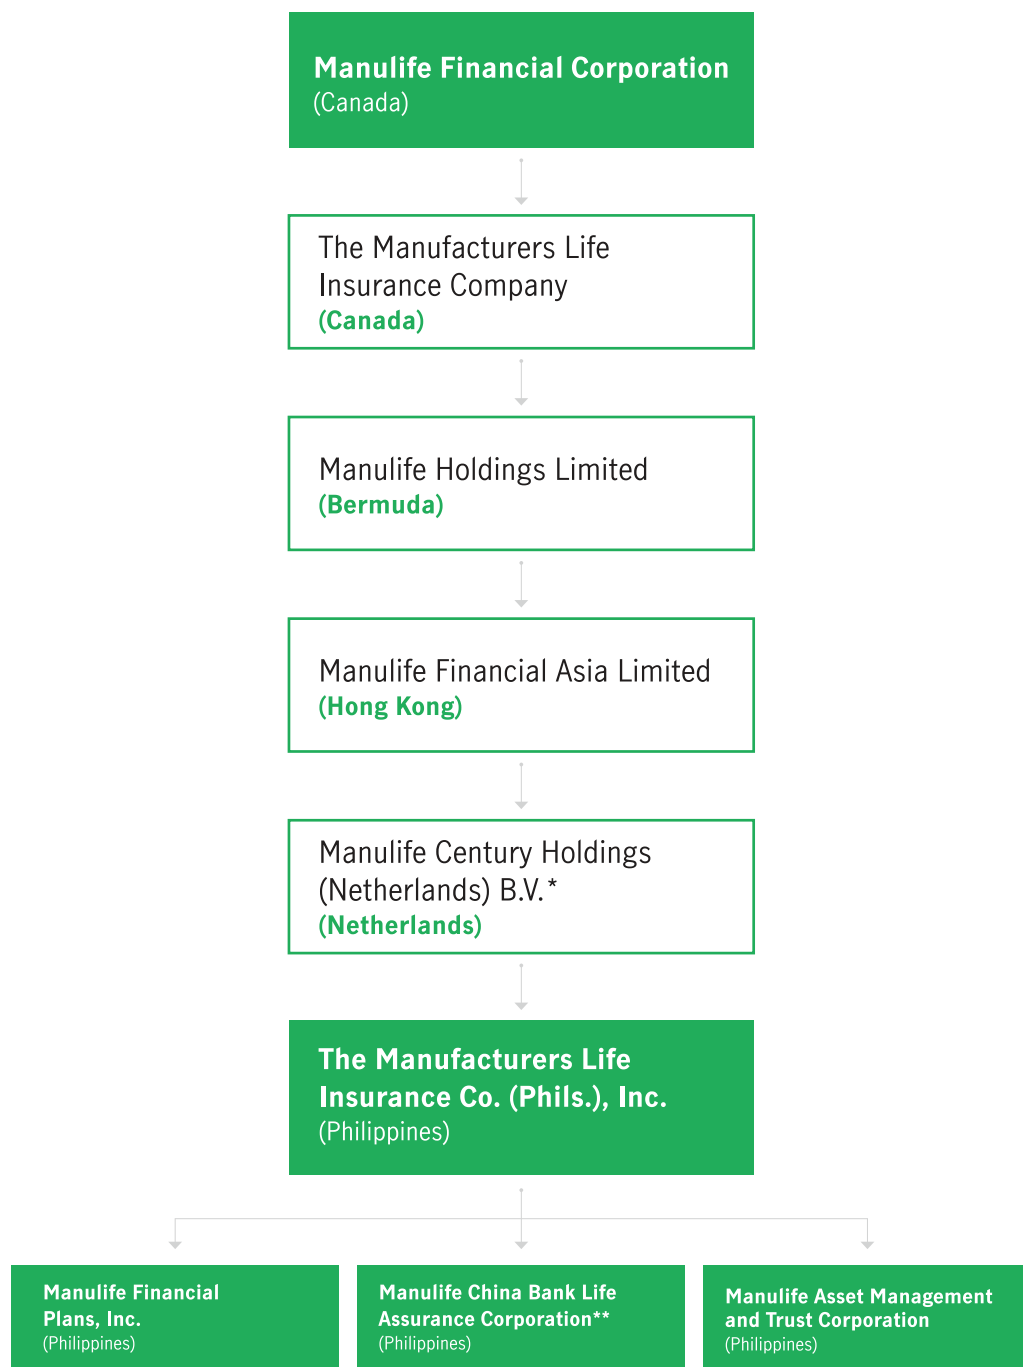 Manulife Financial Corporation
(Canada)
The Manufacturers Life
Insurance Company
(Canada)
Manulife Holdings Limited
(Bermuda)
Manulife Financial Asia Limited
(Hong Kong)
Manulife Century Holdings
(Netherlands) B.V.*
(Netherlands)
The Manufacturers Life
Insurance Co. (Phils.), Inc.
(Philippines)
Manulife Financial
Plans, Inc.
(Philippines)
Manulife China Bank Life
Assurance Corporation**
(Philippines)
Manulife Asset Management
and Trust Corporation
(Philippines)